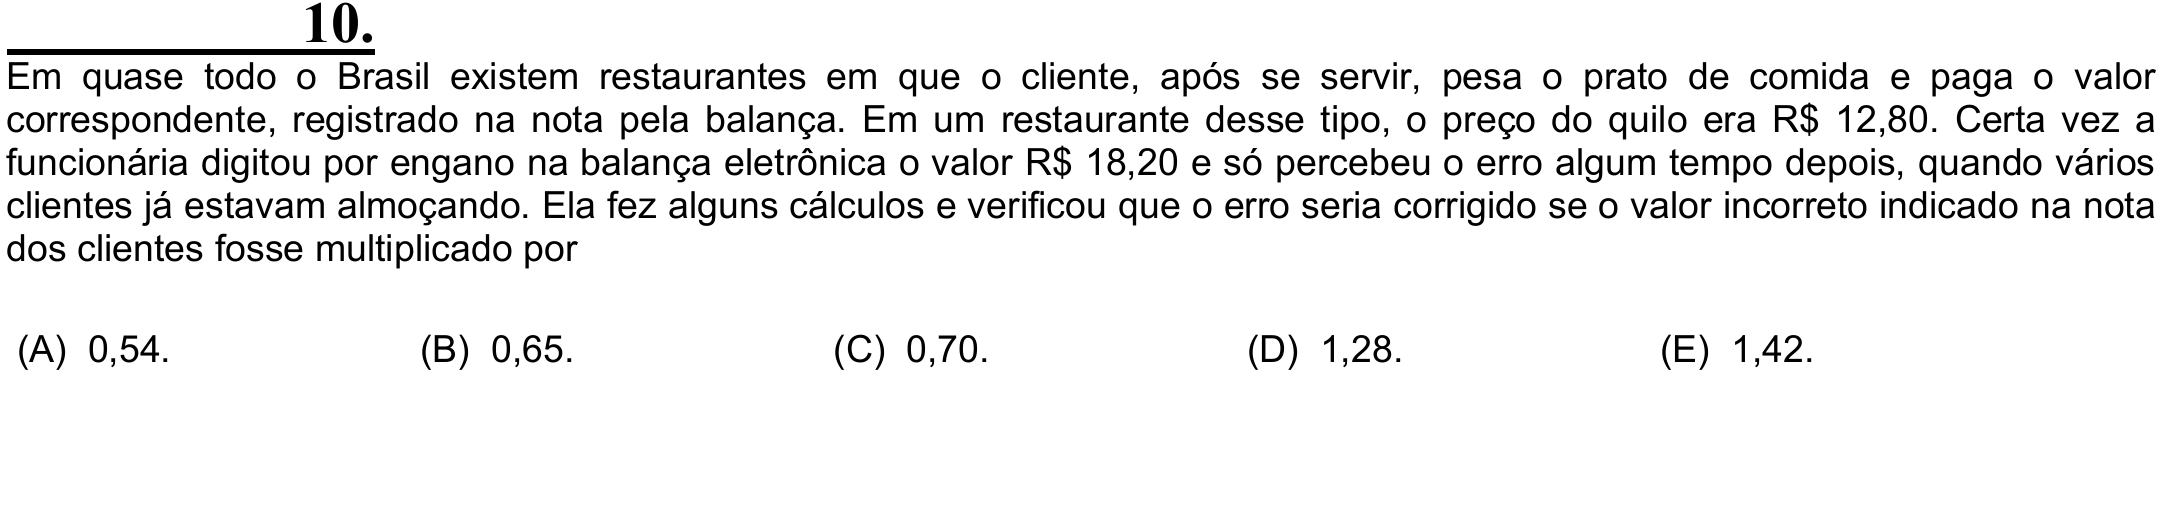 10.
Em quase todo o Brasil existem restaurantes em que o cliente, após se servir, pesa o prato de comida e paga o valor
correspondente, registrado na nota pela balança. Em um restaurante desse tipo, o preço do quilo era R$ 12,80. Certa vez a
funcionária digitou por engano na balança eletrônica o valor R$ 18,20 e só percebeu o erro algum tempo depois, quando vários
clientes já estavam almoçando. Ela fez alguns cálculos e verificou que o erro seria corrigido se o valor incorreto indicado na nota
dos clientes fosse multiplicado por
(A) 0,54. (B) 0,65. (C) 0,70. (D) 1,28. (E) 1,42.